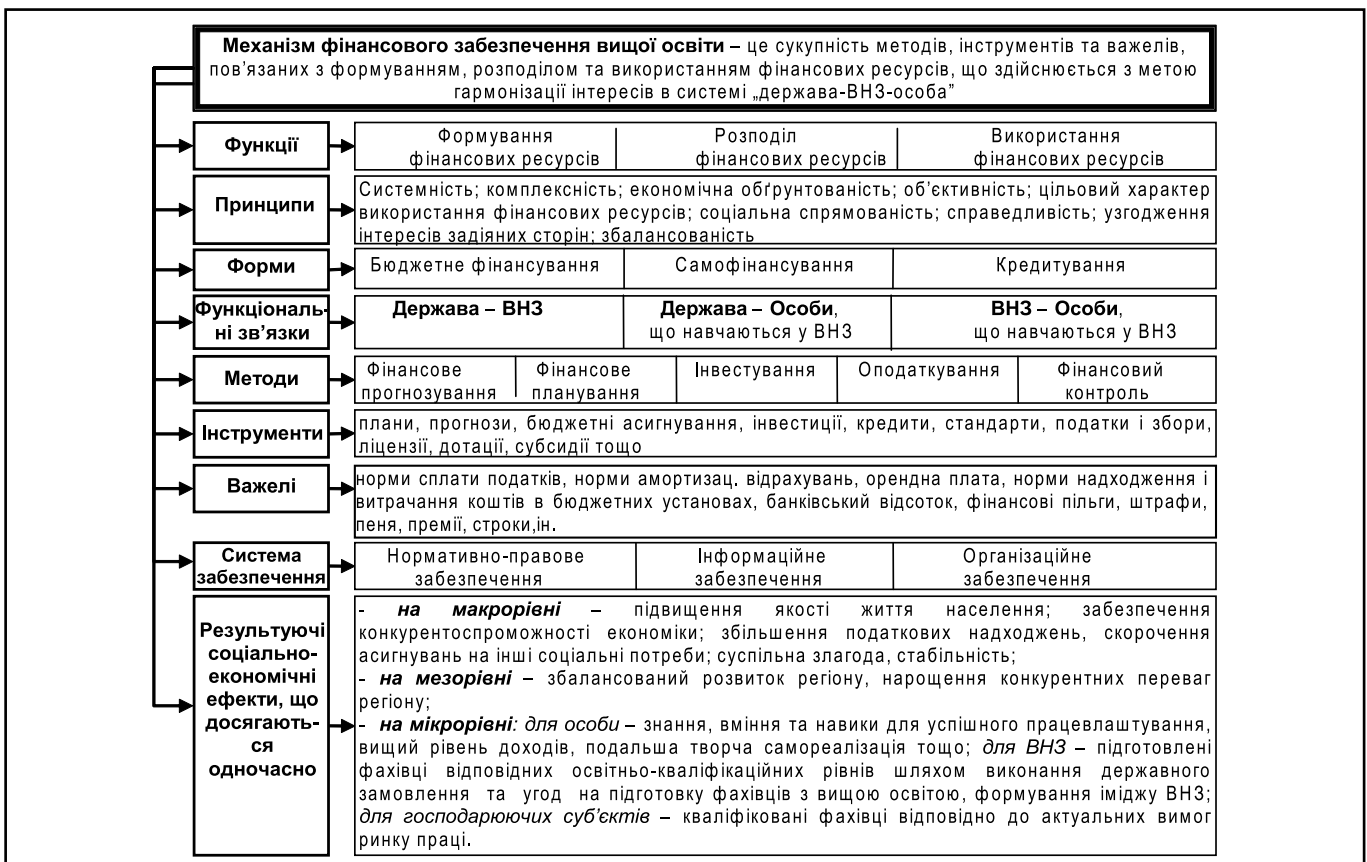 Механізм фінансового забезпечення вищої освіти – це сукупність методів, інструментів та важелів,
пов’язаних з формуванням, розподілом та використанням фінансових ресурсів, що здійснюється з метою
гармонізації інтересів в системі „держава-ВНЗ-особа”
Функції
Формування
фінансових ресурсів
Розподіл
фінансових ресурсів
Використання
фінансових ресурсів
Принципи
Системність; комплексність; економічна обґрунтованість; об’єктивність; цільовий характер
використання фінансових ресурсів; соціальна спрямованість; справедливість; узгодження
інтересів задіяних сторін; збалансованість
Форми
Бюджетне фінансування
Самофінансування
Кредитування
Функціональ-
ні зв’язки
Держава – ВНЗ
Держава – Особи,
що навчаються у ВНЗ
ВНЗ – Особи,
що навчаються у ВНЗ
Методи
Фінансове
прогнозування
Фінансове
планування
Інвестування
Оподаткування
Фінансовий
контроль
Інструменти
плани, прогнози, бюджетні асигнування, інвестиції, кредити, стандарти, податки і збори,
ліцензії, дотації, субсидії тощо
Важелі
норми сплати податків, норми амортизац. відрахувань, орендна плата, норми надходження і
витрачання коштів в бюджетних установах, банківський відсоток, фінансові пільги, штрафи,
пеня, премії, строки,ін.
Система
забезпечення
Нормативно-правове
забезпечення
Інформаційне
забезпечення
Організаційне
забезпечення
Результуючі
соціально-
економічні
ефекти, що
досягають-
ся
одночасно
- на макрорівні – підвищення якості життя населення; забезпечення
конкурентоспроможності економіки; збільшення податкових надходжень, скорочення
асигнувань на інші соціальні потреби; суспільна злагода, стабільність;
- на мезорівні – збалансований розвиток регіону, нарощення конкурентних переваг
регіону;
- на мікрорівні: для особи – знання, вміння та навики для успішного працевлаштування,
вищий рівень доходів, подальша творча самореалізація тощо; для ВНЗ – підготовлені
фахівці відповідних освітньо-кваліфікаційних рівнів шляхом виконання державного
замовлення та угод на підготовку фахівців з вищою освітою, формування іміджу ВНЗ;
для господарюючих суб’єктів – кваліфіковані фахівці відповідно до актуальних вимог
ринку праці.